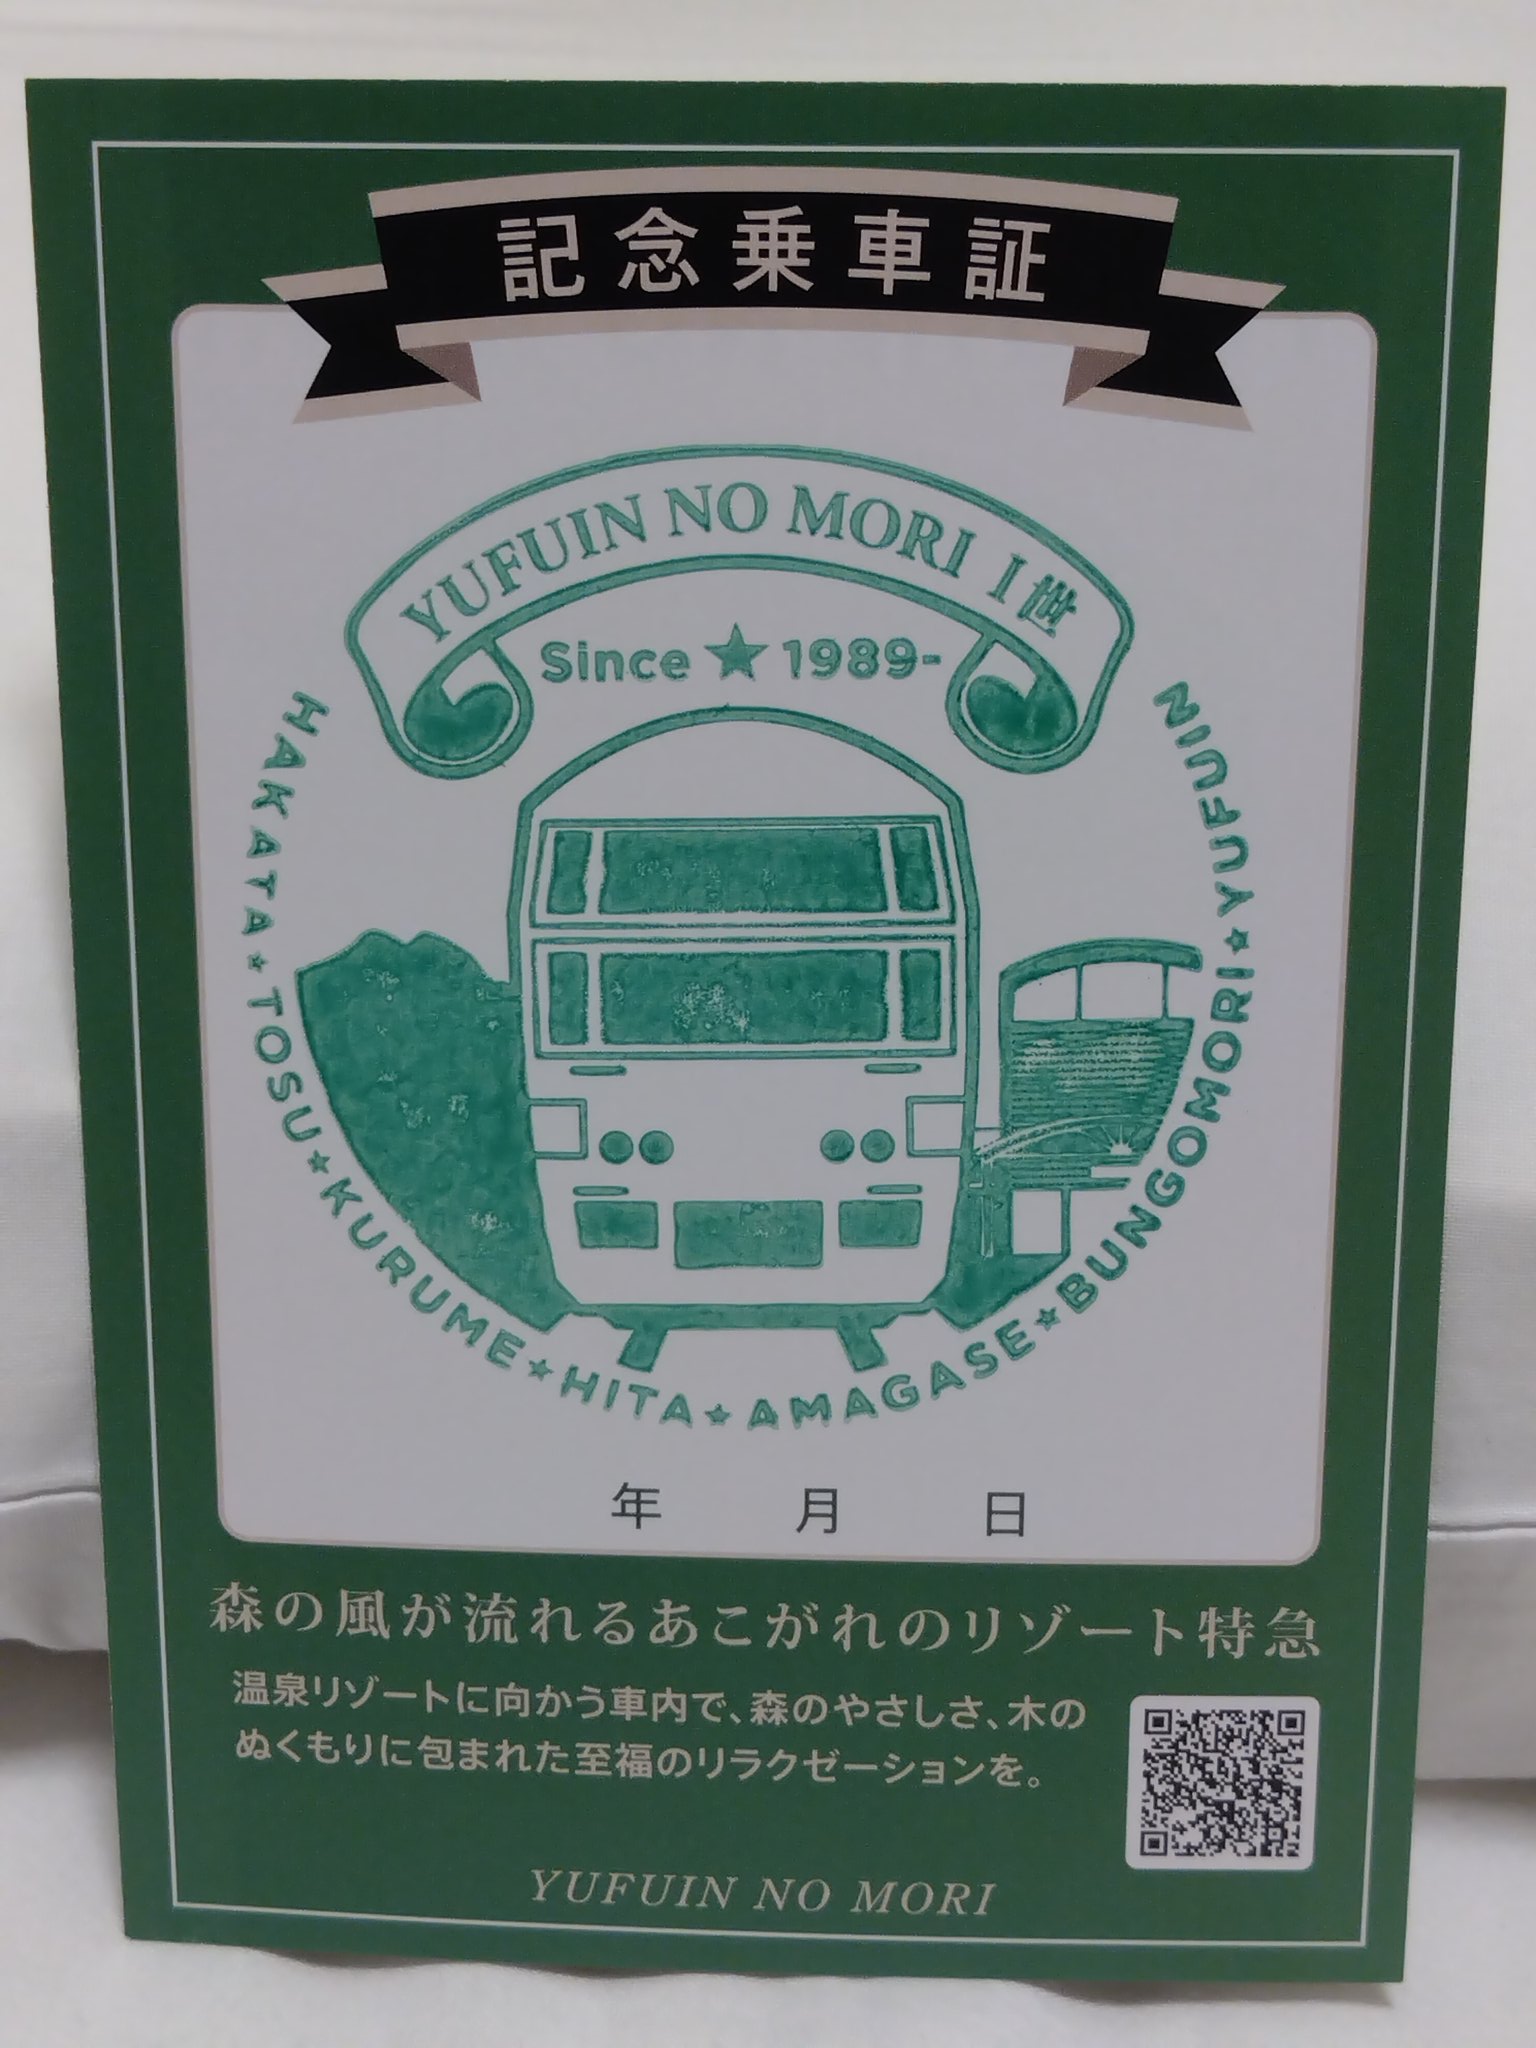 記念乗車証
YUFUIN NO MORI I世
Since ★ 1989-
HAKATA★TOSU★KURUME★HITA★AMAGASE★BUNGOMORI★YUFUIN
年 月 日
森の風が流れるあこがれのリゾート特急
温泉リゾートに向かう車内で、森のやさしさ、木の
ぬくもりに包まれた至福のリラクゼーションを。
YUFUIN NO MORI